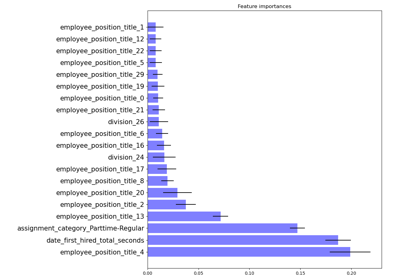 Feature importances
employee_position_title_1
employee_position_title_12
employee_position_title_22
employee_position_title_5
employee_position_title_29
employee_position_title_19
employee_position_title_0
employee_position_title_21
division_26
employee_position_title_6
employee_position_title_16
division_24
employee_position_title_17
employee_position_title_8
employee_position_title_20
employee_position_title_2
employee_position_title_13
assignment_category_Parttime-Regular
date_first_hired_total_seconds
employee_position_title_4
0.00 0.05 0.10 0.15 0.20